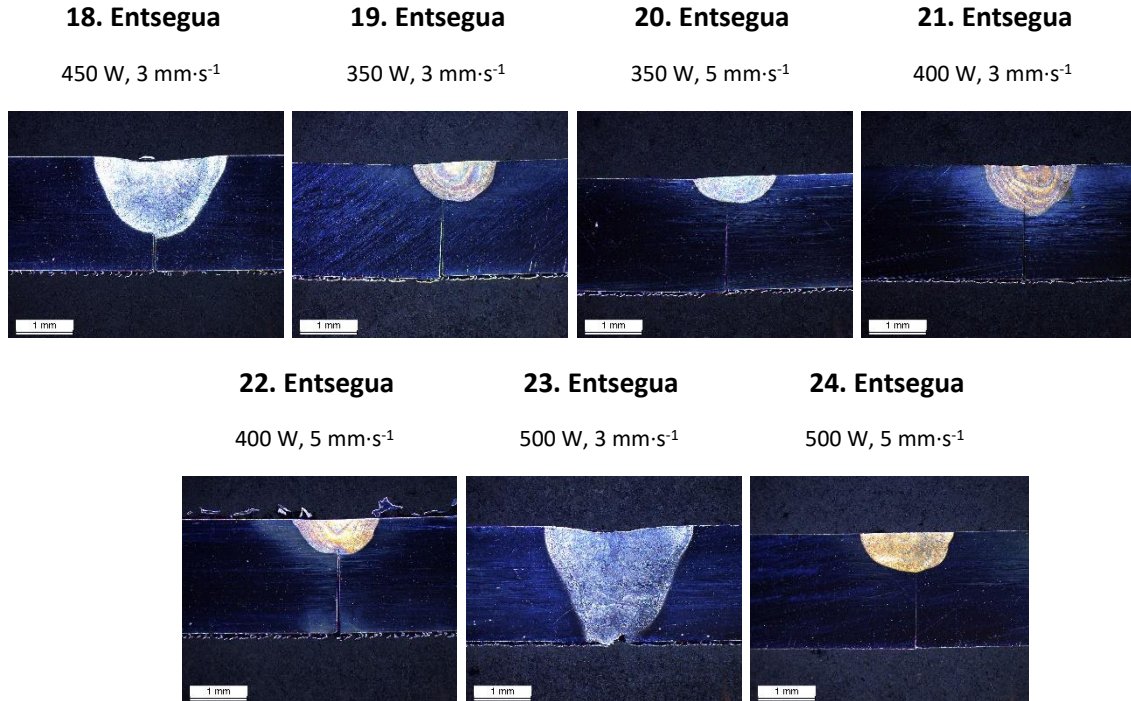 18. Entsegua
19. Entsegua
20. Entsegua
21. Entsegua
450 W, 3 mm·s⁻¹
350 W, 3 mm·s⁻¹
350 W, 5 mm·s⁻¹
400 W, 3 mm·s⁻¹
1 mm
1 mm
1 mm
1 mm
22. Entsegua
23. Entsegua
24. Entsegua
400 W, 5 mm·s⁻¹
500 W, 3 mm·s⁻¹
500 W, 5 mm·s⁻¹
1 mm
1 mm
1 mm